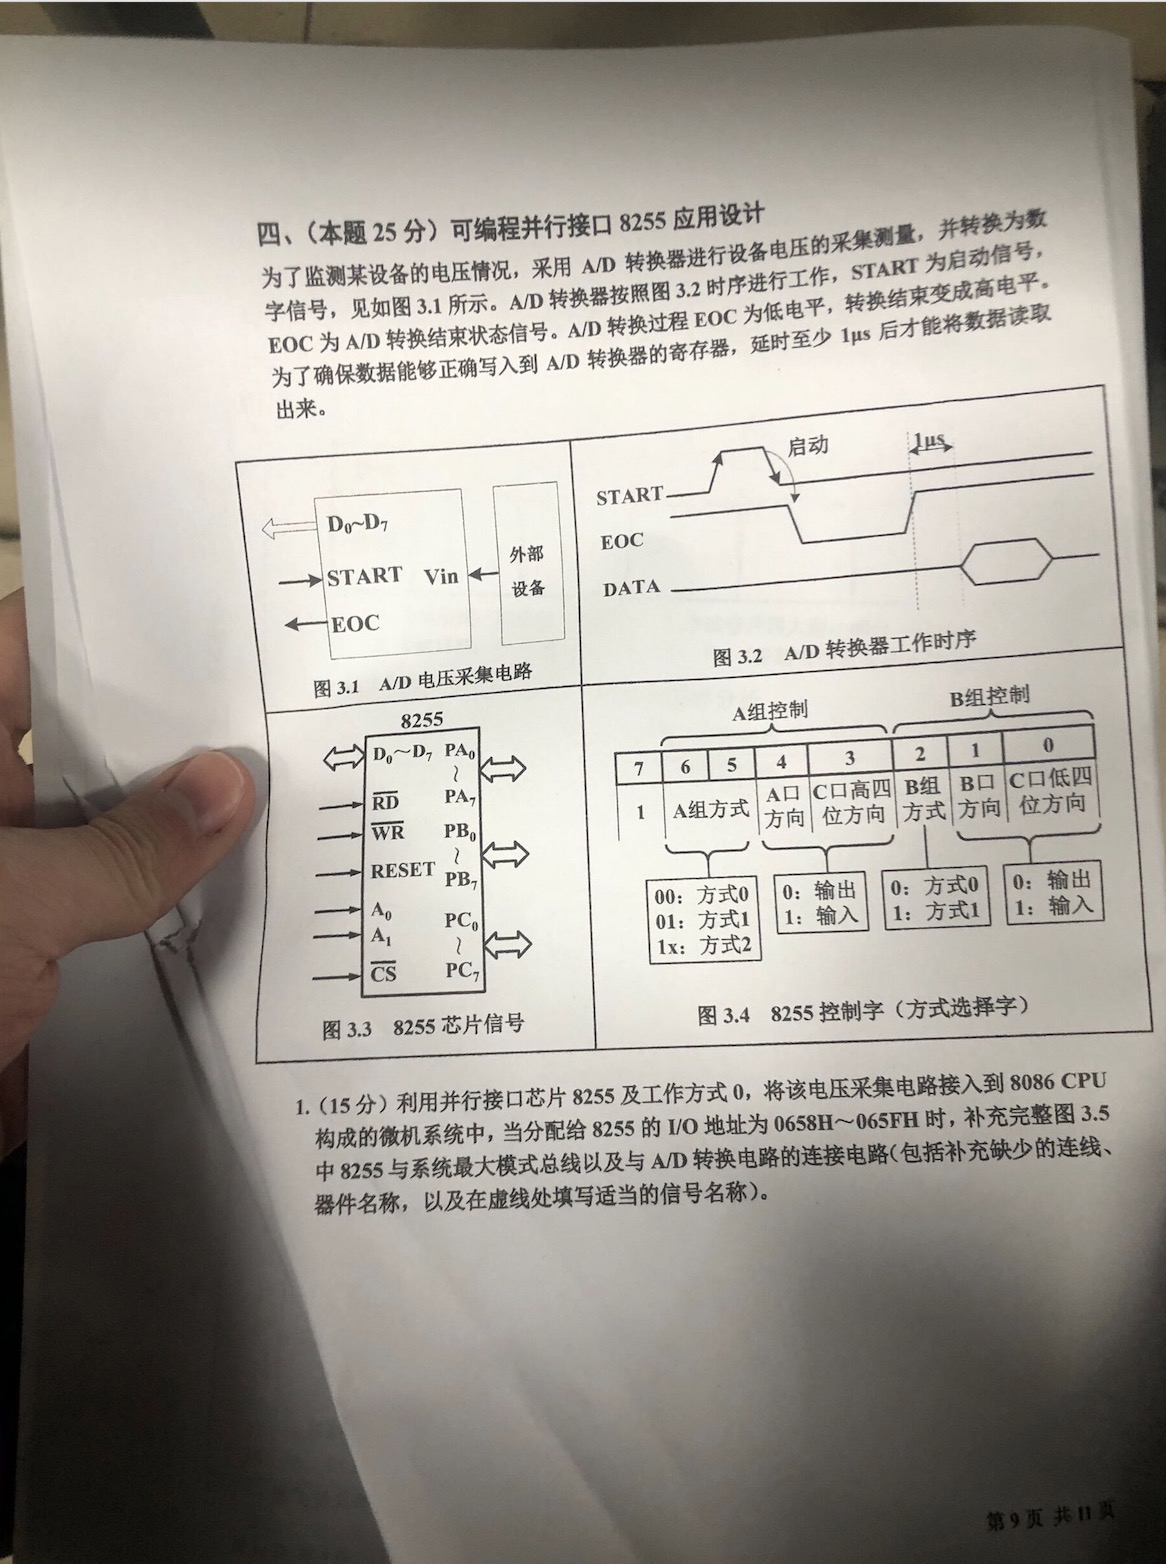 四、（本题 25 分）可编程并行接口 8255 应用设计
为了监测某设备的电压情况，采用 A/D 转换器进行设备电压的采集测量，并转换为数
字信号，见如图 3.1 所示。A/D 转换器按照图 3.2 时序进行工作，START 为启动信号，
EOC 为 A/D 转换结束状态信号。A/D 转换过程 EOC 为低电平，转换结束变成高电平。
为了确保数据能够正确写入到 A/D 转换器的寄存器，延时至少 1μs 后才能将数据读取
出来。
D0~D7
START Vin
EOC
外部
设备
图 3.1 A/D 电压采集电路
启动
1μs
START
EOC
DATA
图 3.2 A/D 转换器工作时序
8255
D0～D7 PA0
～
RD PA7
WR PB0
～
RESET PB7
A0 PC0
A1 ～
CS PC7
图 3.3 8255 芯片信号
A组控制 B组控制
7 6 5 4 3 2 1 0
1 A组方式 A口方向 C口高四位方向 B组方式 B口方向 C口低四位方向
00：方式0 0：输出 0：方式0 0：输出
01：方式1 1：输入 1：方式1 1：输入
1x：方式2
图 3.4 8255 控制字（方式选择字）
1.（15 分）利用并行接口芯片 8255 及工作方式 0，将该电压采集电路接入到 8086 CPU
构成的微机系统中，当分配给 8255 的 I/O 地址为 0658H～065FH 时，补充完整图 3.5
中 8255 与系统最大模式总线以及与 A/D 转换电路的连接电路（包括补充缺少的连线、
器件名称，以及在虚线处填写适当的信号名称）。
第 9 页 共 11 页